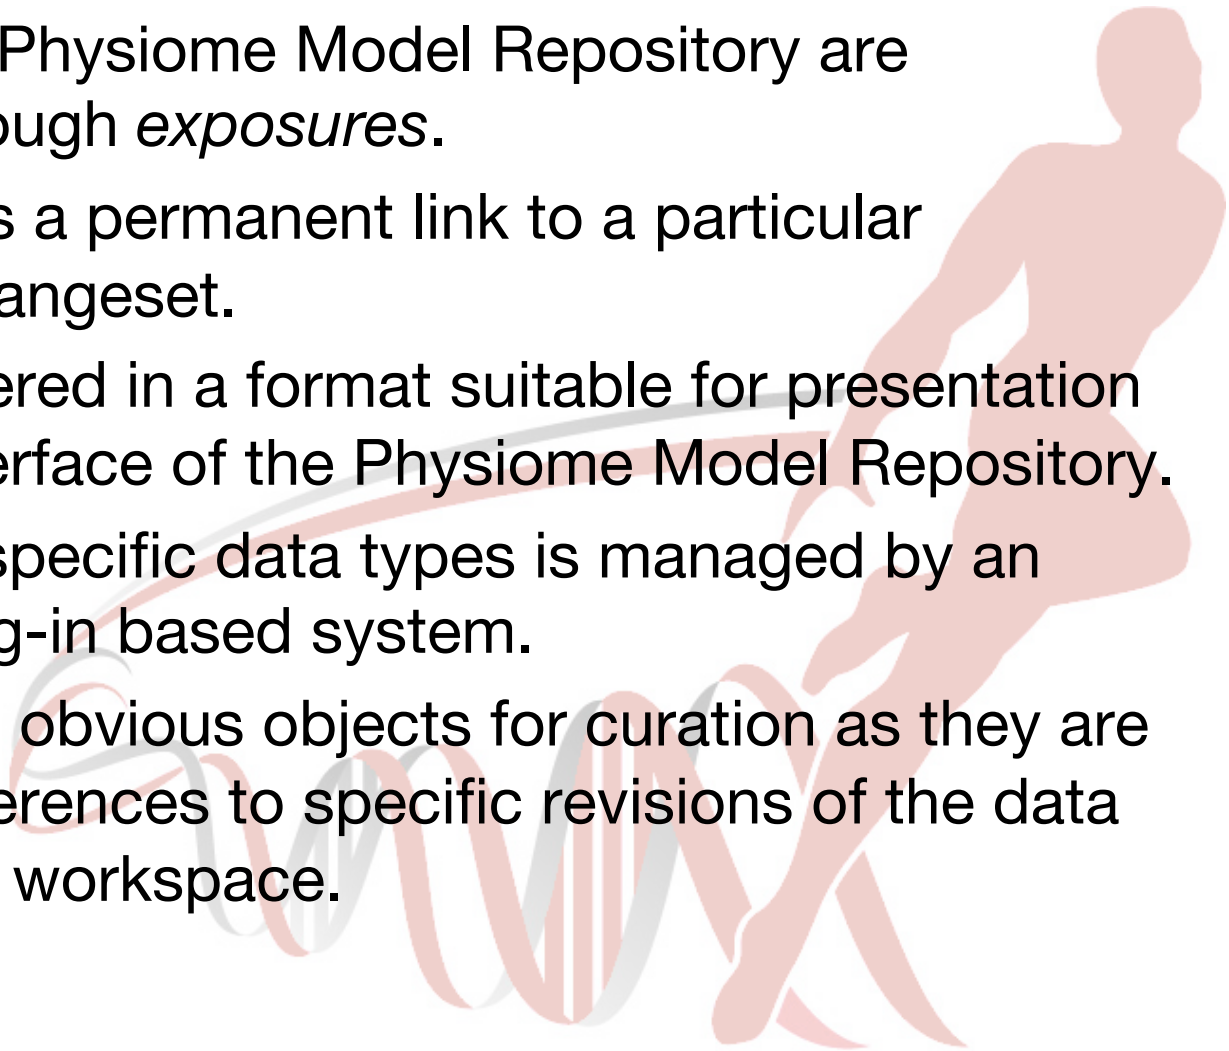 Physiome Model Repository are
ough exposures.
s a permanent link to a particular
angeset.
ered in a format suitable for presentation
erface of the Physiome Model Repository.
specific data types is managed by an
g-in based system.
obvious objects for curation as they are
erences to specific revisions of the data
workspace.